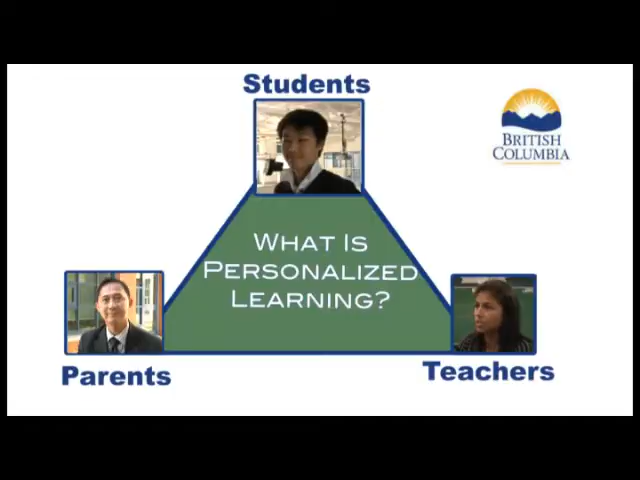 Students
BRITISH
COLUMBIA
WHAT IS
PERSONALIZED
LEARNING?
Parents
Teachers